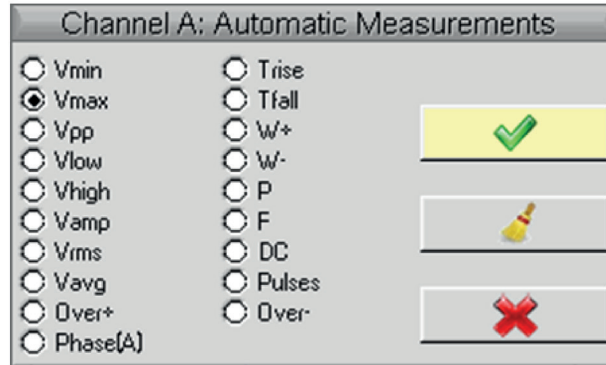 Channel A: Automatic Measurements
Vmin
Vmax
Vpp
Vlow
Vhigh
Vamp
Vrms
Vavg
Over+
Phase(A)
Trise
Tfall
W+
W-
P
F
DC
Pulses
Over-